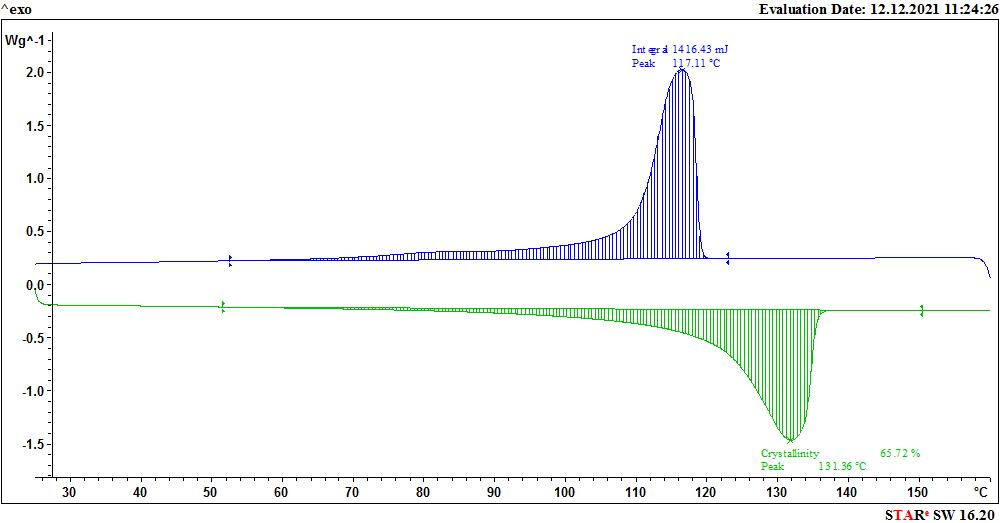 ^exo
Evaluation Date: 12.12.2021 11:24:26
Wg^-1
Integral 1416.43 mJ
Peak 117.11 °C
2.0
1.5
1.0
0.5
0.0
-0.5
-1.0
-1.5
Crystallinity 65.72 %
Peak 131.36 °C
30 40 50 60 70 80 90 100 110 120 130 140 150 °C
STARe SW 16.20